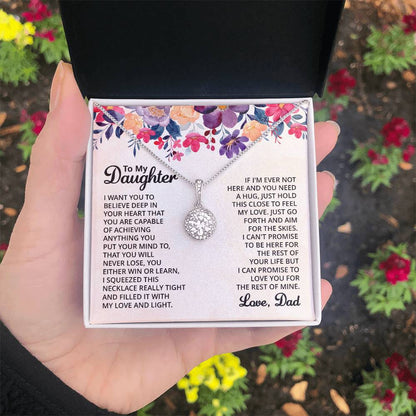 To My
Daughter
I WANT YOU TO
BELIEVE DEEP IN
YOUR HEART THAT
YOU ARE CAPABLE
OF ACHIEVING
ANYTHING YOU
PUT YOUR MIND TO,
THAT YOU WILL
NEVER LOSE, YOU
EITHER WIN OR LEARN,
I SQUEEZED THIS
NECKLACE REALLY TIGHT
AND FILLED IT WITH
MY LOVE AND LIGHT.
IF I'M EVER NOT
HERE AND YOU NEED
A HUG, JUST HOLD
THIS CLOSE TO FEEL
MY LOVE. JUST GO
FORTH AND AIM
FOR THE SKIES.
I CAN'T PROMISE
TO BE HERE FOR
THE REST OF
YOUR LIFE BUT
I CAN PROMISE TO
LOVE YOU FOR
THE REST OF MINE.
Love, Dad